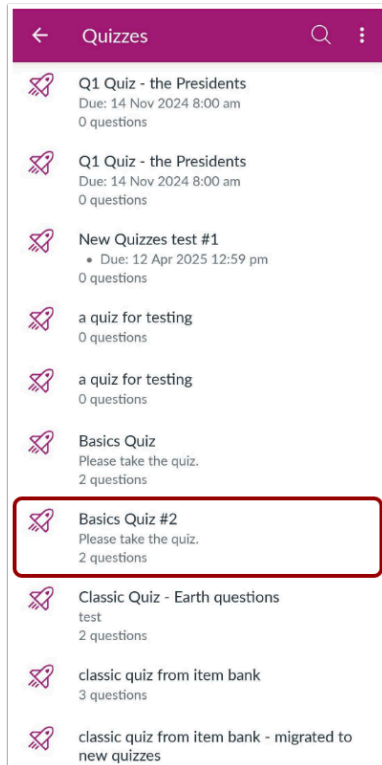 Quizzes
Q1 Quiz - the Presidents
Due: 14 Nov 2024 8:00 am
0 questions
Q1 Quiz - the Presidents
Due: 14 Nov 2024 8:00 am
0 questions
New Quizzes test #1
• Due: 12 Apr 2025 12:59 pm
0 questions
a quiz for testing
0 questions
a quiz for testing
0 questions
Basics Quiz
Please take the quiz.
2 questions
Basics Quiz #2
Please take the quiz.
2 questions
Classic Quiz - Earth questions
test
2 questions
classic quiz from item bank
3 questions
classic quiz from item bank - migrated to
new quizzes